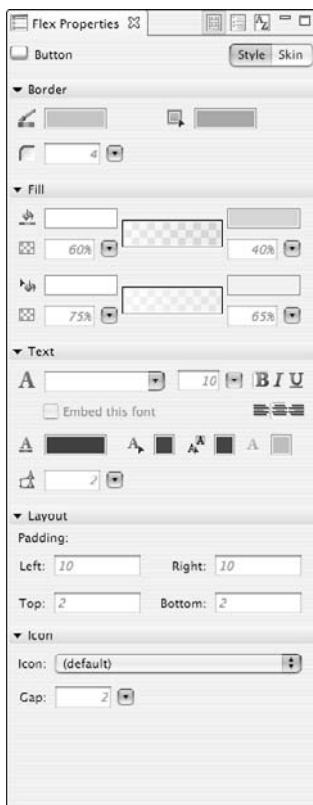 Flex Properties
Button Style Skin
Border
4
Fill
60% 40%
75% 65%
Text
A 10 B I U
Embed this font
A A A A A
2
Layout
Padding:
Left: 10 Right: 10
Top: 2 Bottom: 2
Icon
Icon: (default)
Gap: 2